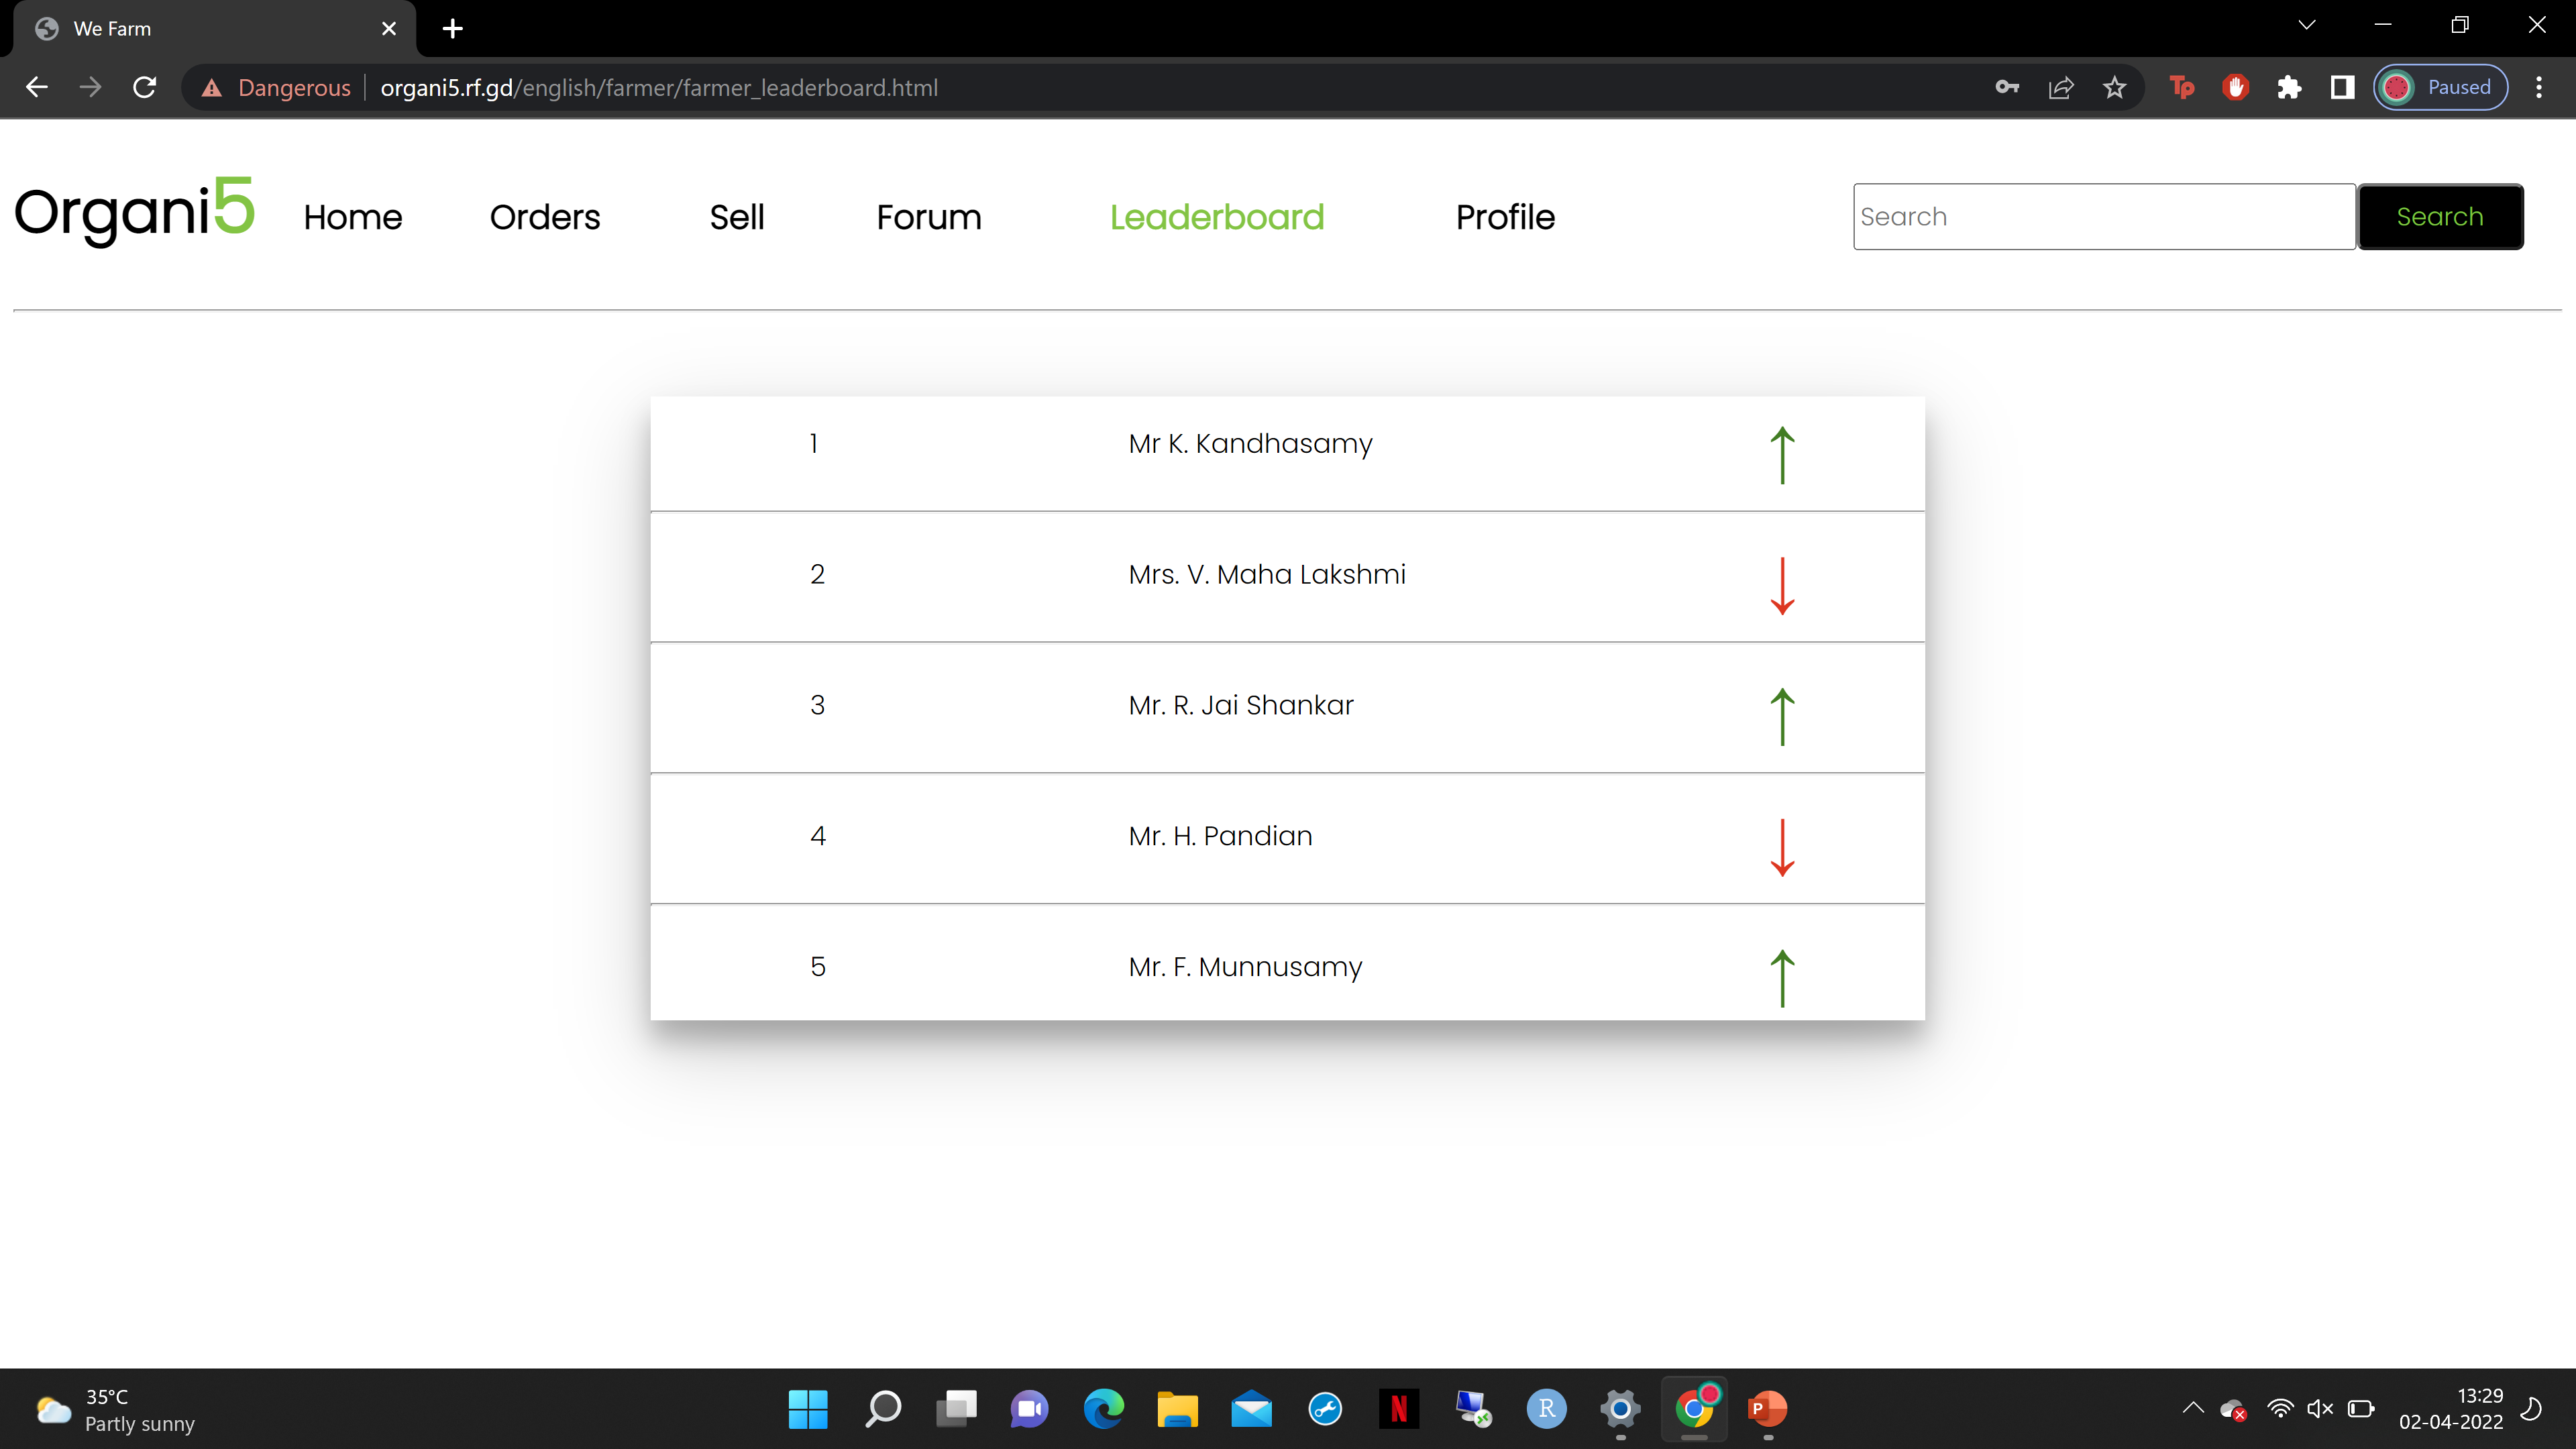 We Farm
Dangerous organi5.rf.gd/english/farmer/farmer_leaderboard.html Tp Paused
Organi5 Home Orders Sell Forum Leaderboard Profile Search Search
1 Mr K. Kandhasamy ↑
2 Mrs. V. Maha Lakshmi ↓
3 Mr. R. Jai Shankar ↑
4 Mr. H. Pandian ↓
5 Mr. F. Munnusamy ↑
35°C
Partly sunny
N R P
13:29
02-04-2022